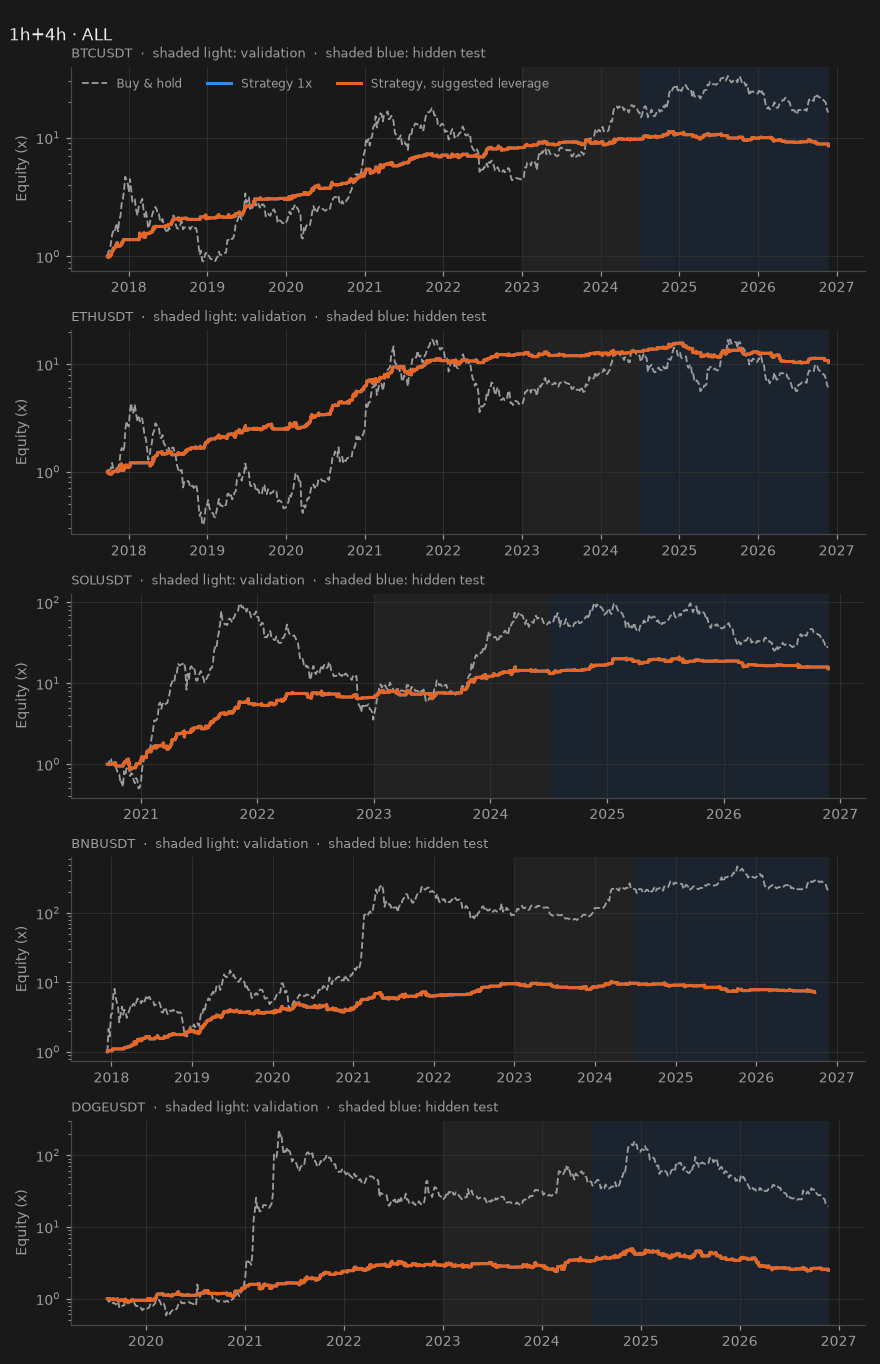 1h+4h · ALL
BTCUSDT · shaded light: validation · shaded blue: hidden test
Buy & hold Strategy 1x Strategy, suggested leverage
Equity (x)
10¹
10⁰
2018 2019 2020 2021 2022 2023 2024 2025 2026 2027
ETHUSDT · shaded light: validation · shaded blue: hidden test
Equity (x)
10¹
10⁰
2018 2019 2020 2021 2022 2023 2024 2025 2026 2027
SOLUSDT · shaded light: validation · shaded blue: hidden test
Equity (x)
10²
10¹
10⁰
2021 2022 2023 2024 2025 2026 2027
BNBUSDT · shaded light: validation · shaded blue: hidden test
Equity (x)
10²
10¹
10⁰
2018 2019 2020 2021 2022 2023 2024 2025 2026 2027
DOGEUSDT · shaded light: validation · shaded blue: hidden test
Equity (x)
10²
10¹
10⁰
2020 2021 2022 2023 2024 2025 2026 2027